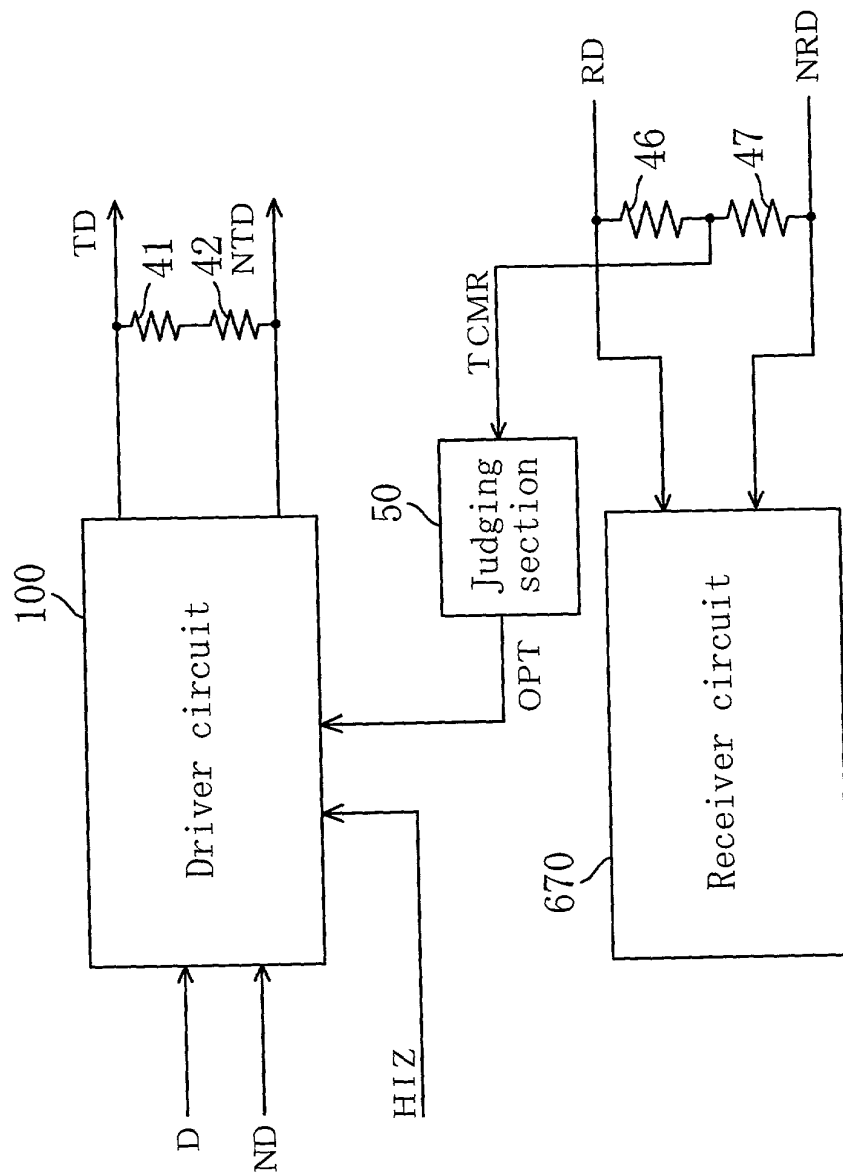 100
Driver circuit
D
ND
HIZ
TD
41
42
NTD
OPT
50
Judging
section
TCMR
RD
46
47
NRD
670
Receiver circuit